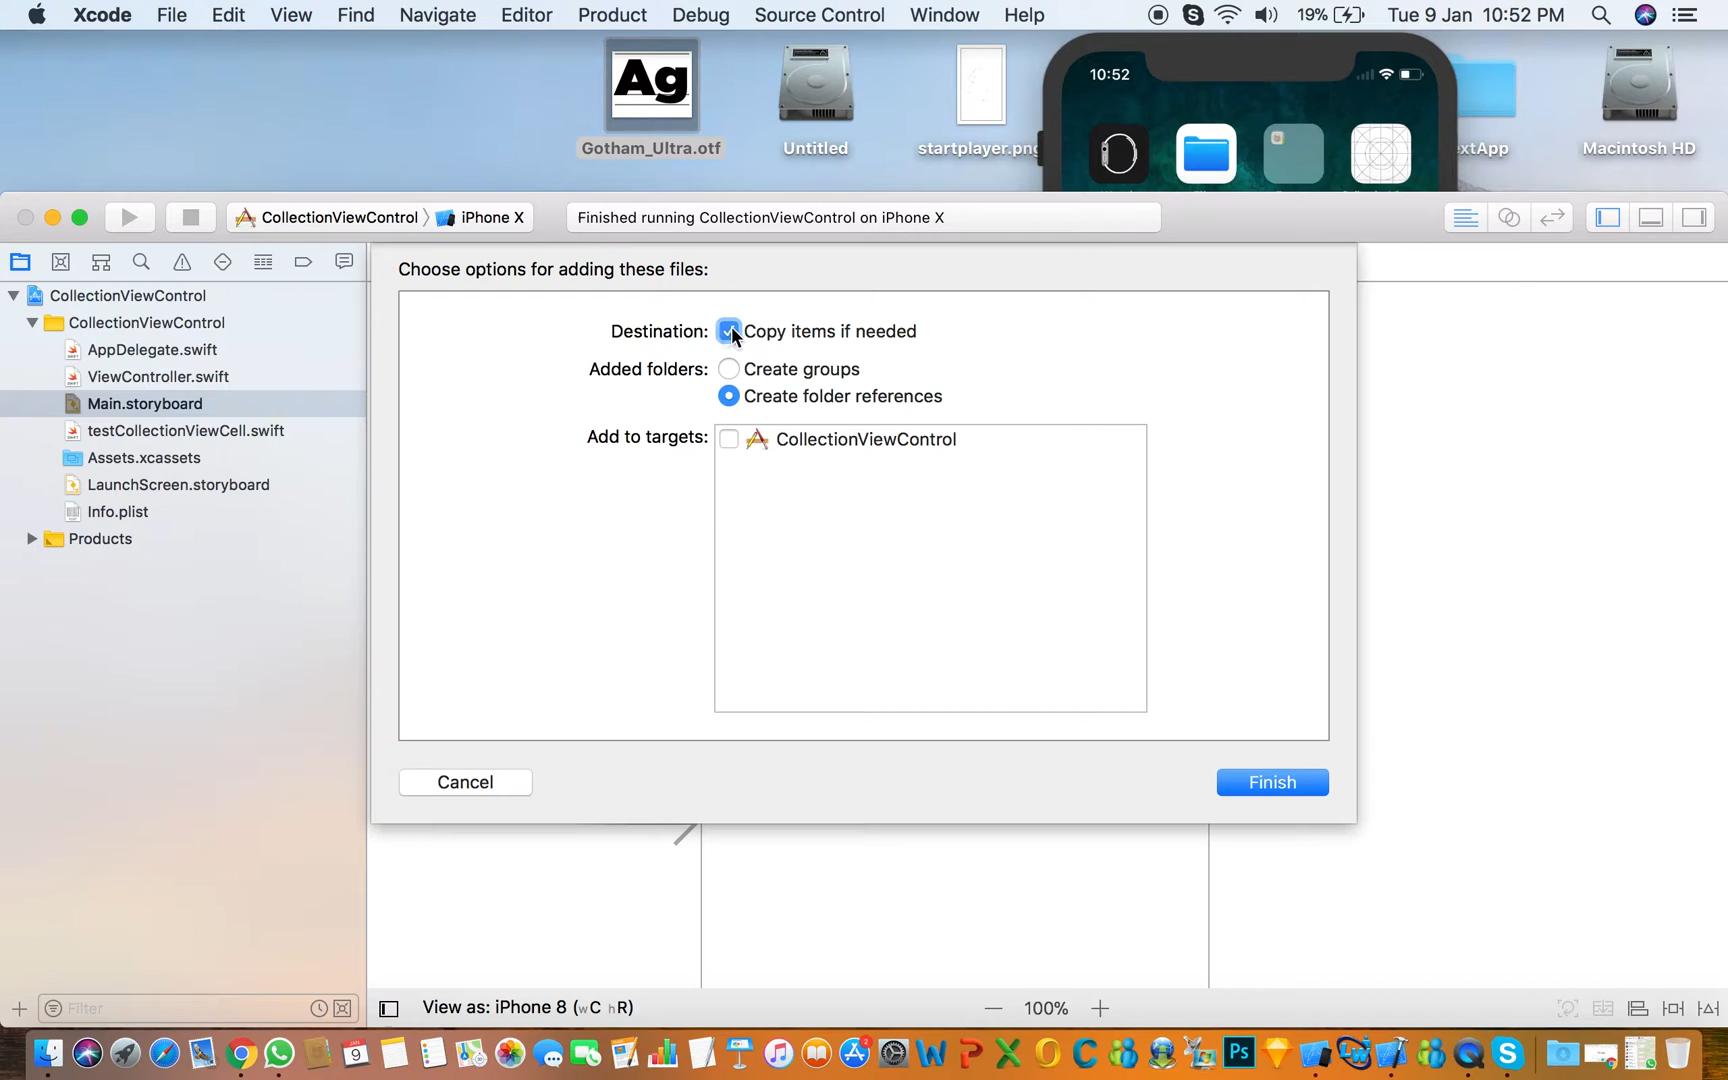 Xcode File Edit View Find Navigate Editor Product Debug Source Control Window Help 19% Tue 9 Jan 10:52 PM
Ag
Gotham_Ultra.otf
Untitled
startplayer.png
10:52
extApp
Macintosh HD
CollectionViewControl iPhone X
Finished running CollectionViewControl on iPhone X
Choose options for adding these files:
CollectionViewControl
CollectionViewControl
AppDelegate.swift
ViewController.swift
Main.storyboard
testCollectionViewCell.swift
Assets.xcassets
LaunchScreen.storyboard
Info.plist
Products
Destination: Copy items if needed
Added folders: Create groups
Create folder references
Add to targets: CollectionViewControl
Cancel
Finish
Filter
View as: iPhone 8 (wC hR)
100%
9
2
Ps